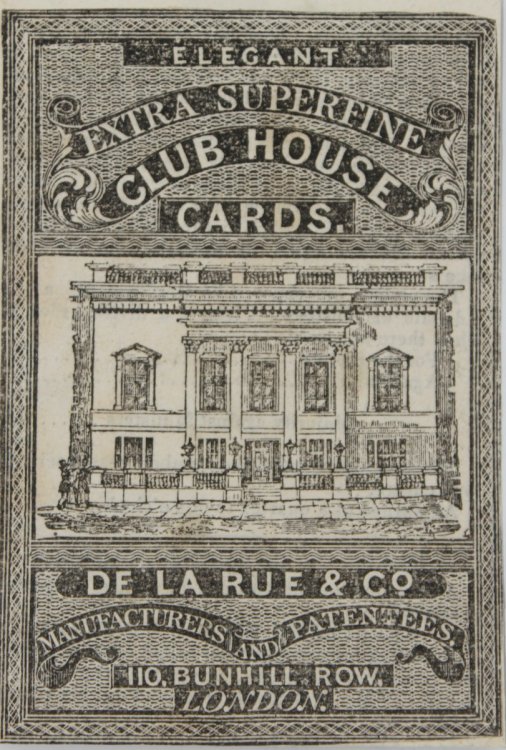 ELEGANT
EXTRA SUPERFINE
CLUB HOUSE
CARDS.
DE LA RUE & Co
MANUFACTURERS AND PATENTEES,
110, BUNHILL ROW,
LONDON.